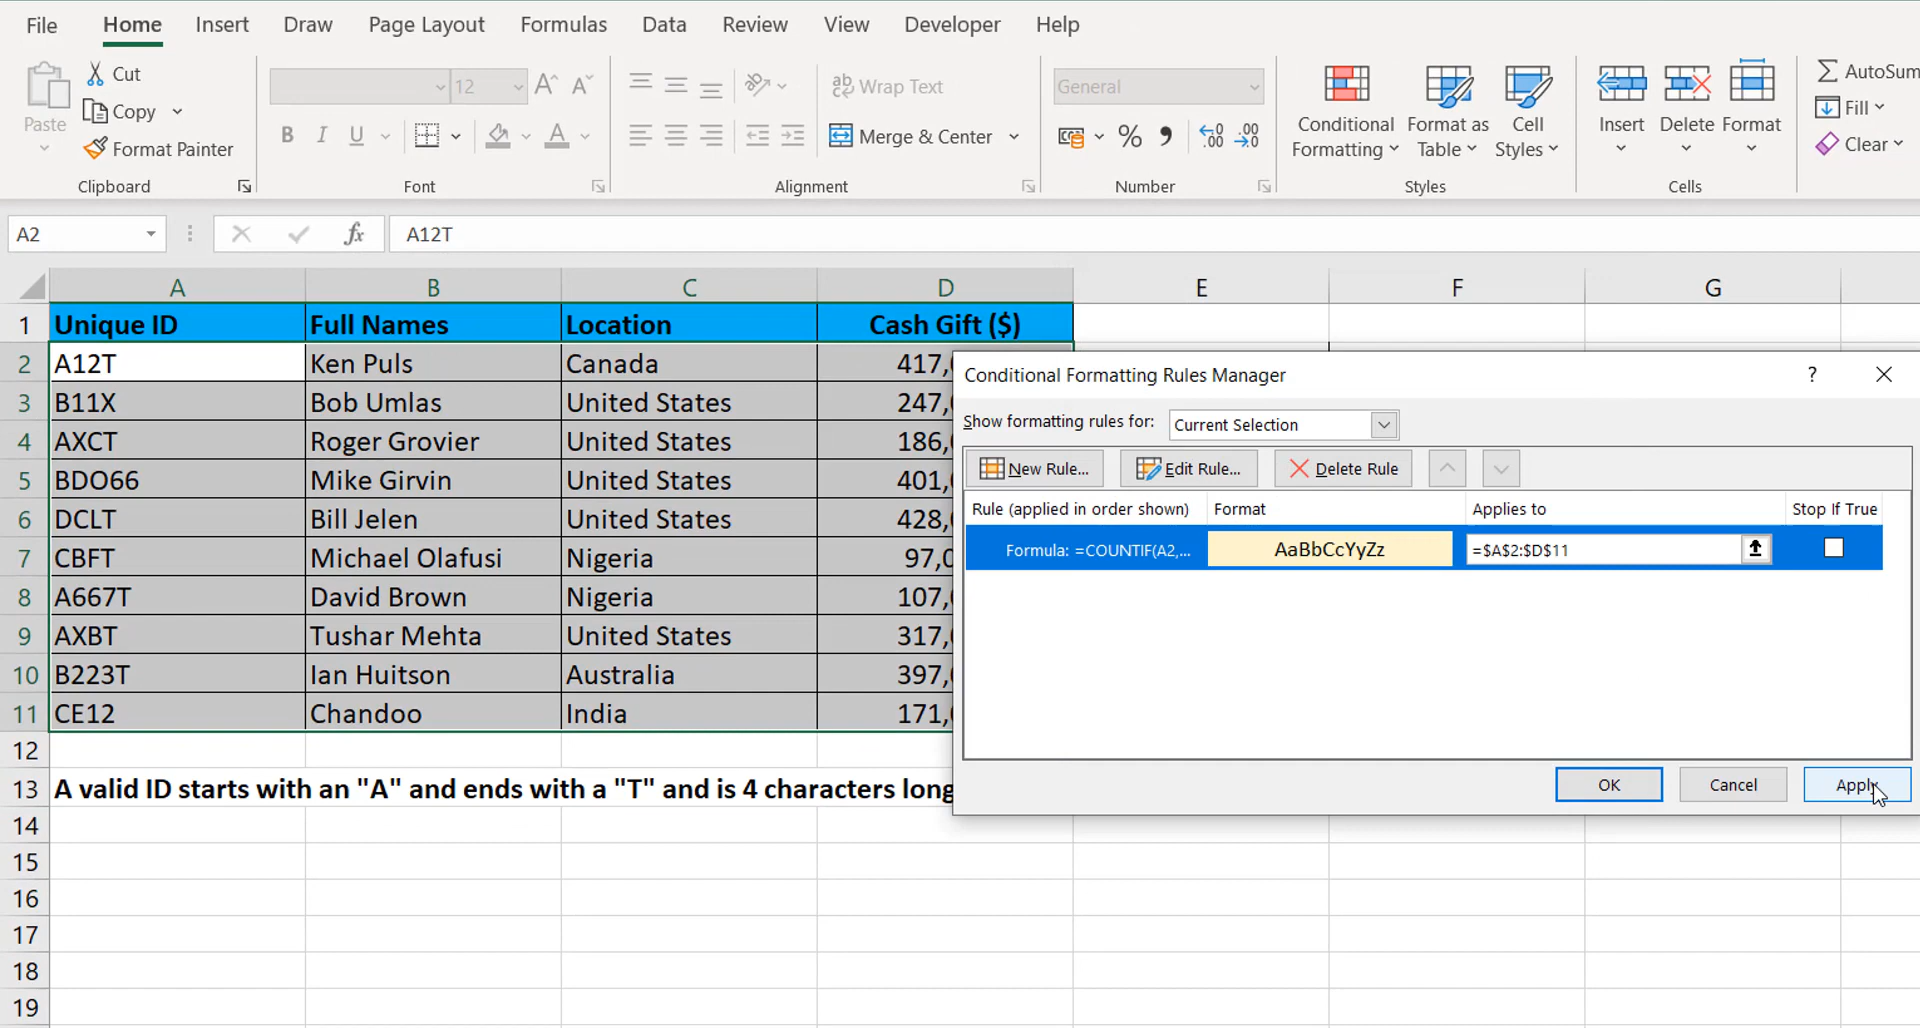 File Home Insert Draw Page Layout Formulas Data Review View Developer Help
Paste
Cut
Copy
Format Painter
Clipboard
12
B I U
Font
Wrap Text
Merge & Center
Alignment
General
Number
Conditional Formatting
Format as Table
Cell Styles
Styles
Insert
Delete
Format
Cells
AutoSum
Fill
Clear
A2 fx A12T
A B C D E F G
1 Unique ID Full Names Location Cash Gift ($)
2 A12T Ken Puls Canada 417,
3 B11X Bob Umlas United States 247,
4 AXCT Roger Grovier United States 186,
5 BDO66 Mike Girvin United States 401,
6 DCLT Bill Jelen United States 428,
7 CBFT Michael Olafusi Nigeria 97,
8 A667T David Brown Nigeria 107,
9 AXBT Tushar Mehta United States 317,
10 B223T Ian Huitson Australia 397,
11 CE12 Chandoo India 171,
12
13 A valid ID starts with an "A" and ends with a "T" and is 4 characters long
14
15
16
17
18
19
Conditional Formatting Rules Manager ?
Show formatting rules for: Current Selection
New Rule... Edit Rule... Delete Rule
Rule (applied in order shown) Format Applies to Stop If True
Formula: =COUNTIF(A2,... AaBbCcYyZz =$A$2:$D$11
OK Cancel Apply